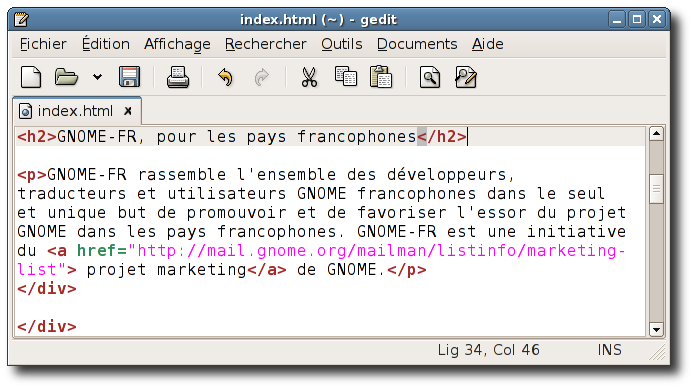 index.html (~) - gedit
Fichier Édition Affichage Rechercher Outils Documents Aide
index.html
<h2>GNOME-FR, pour les pays francophones</h2>
<p>GNOME-FR rassemble l'ensemble des développeurs,
traducteurs et utilisateurs GNOME francophones dans le seul
et unique but de promouvoir et de favoriser l'essor du projet
GNOME dans les pays francophones. GNOME-FR est une initiative
du <a href="http://mail.gnome.org/mailman/listinfo/marketing-
list"> projet marketing</a> de GNOME.</p>
</div>
</div>
Lig 34, Col 46 INS